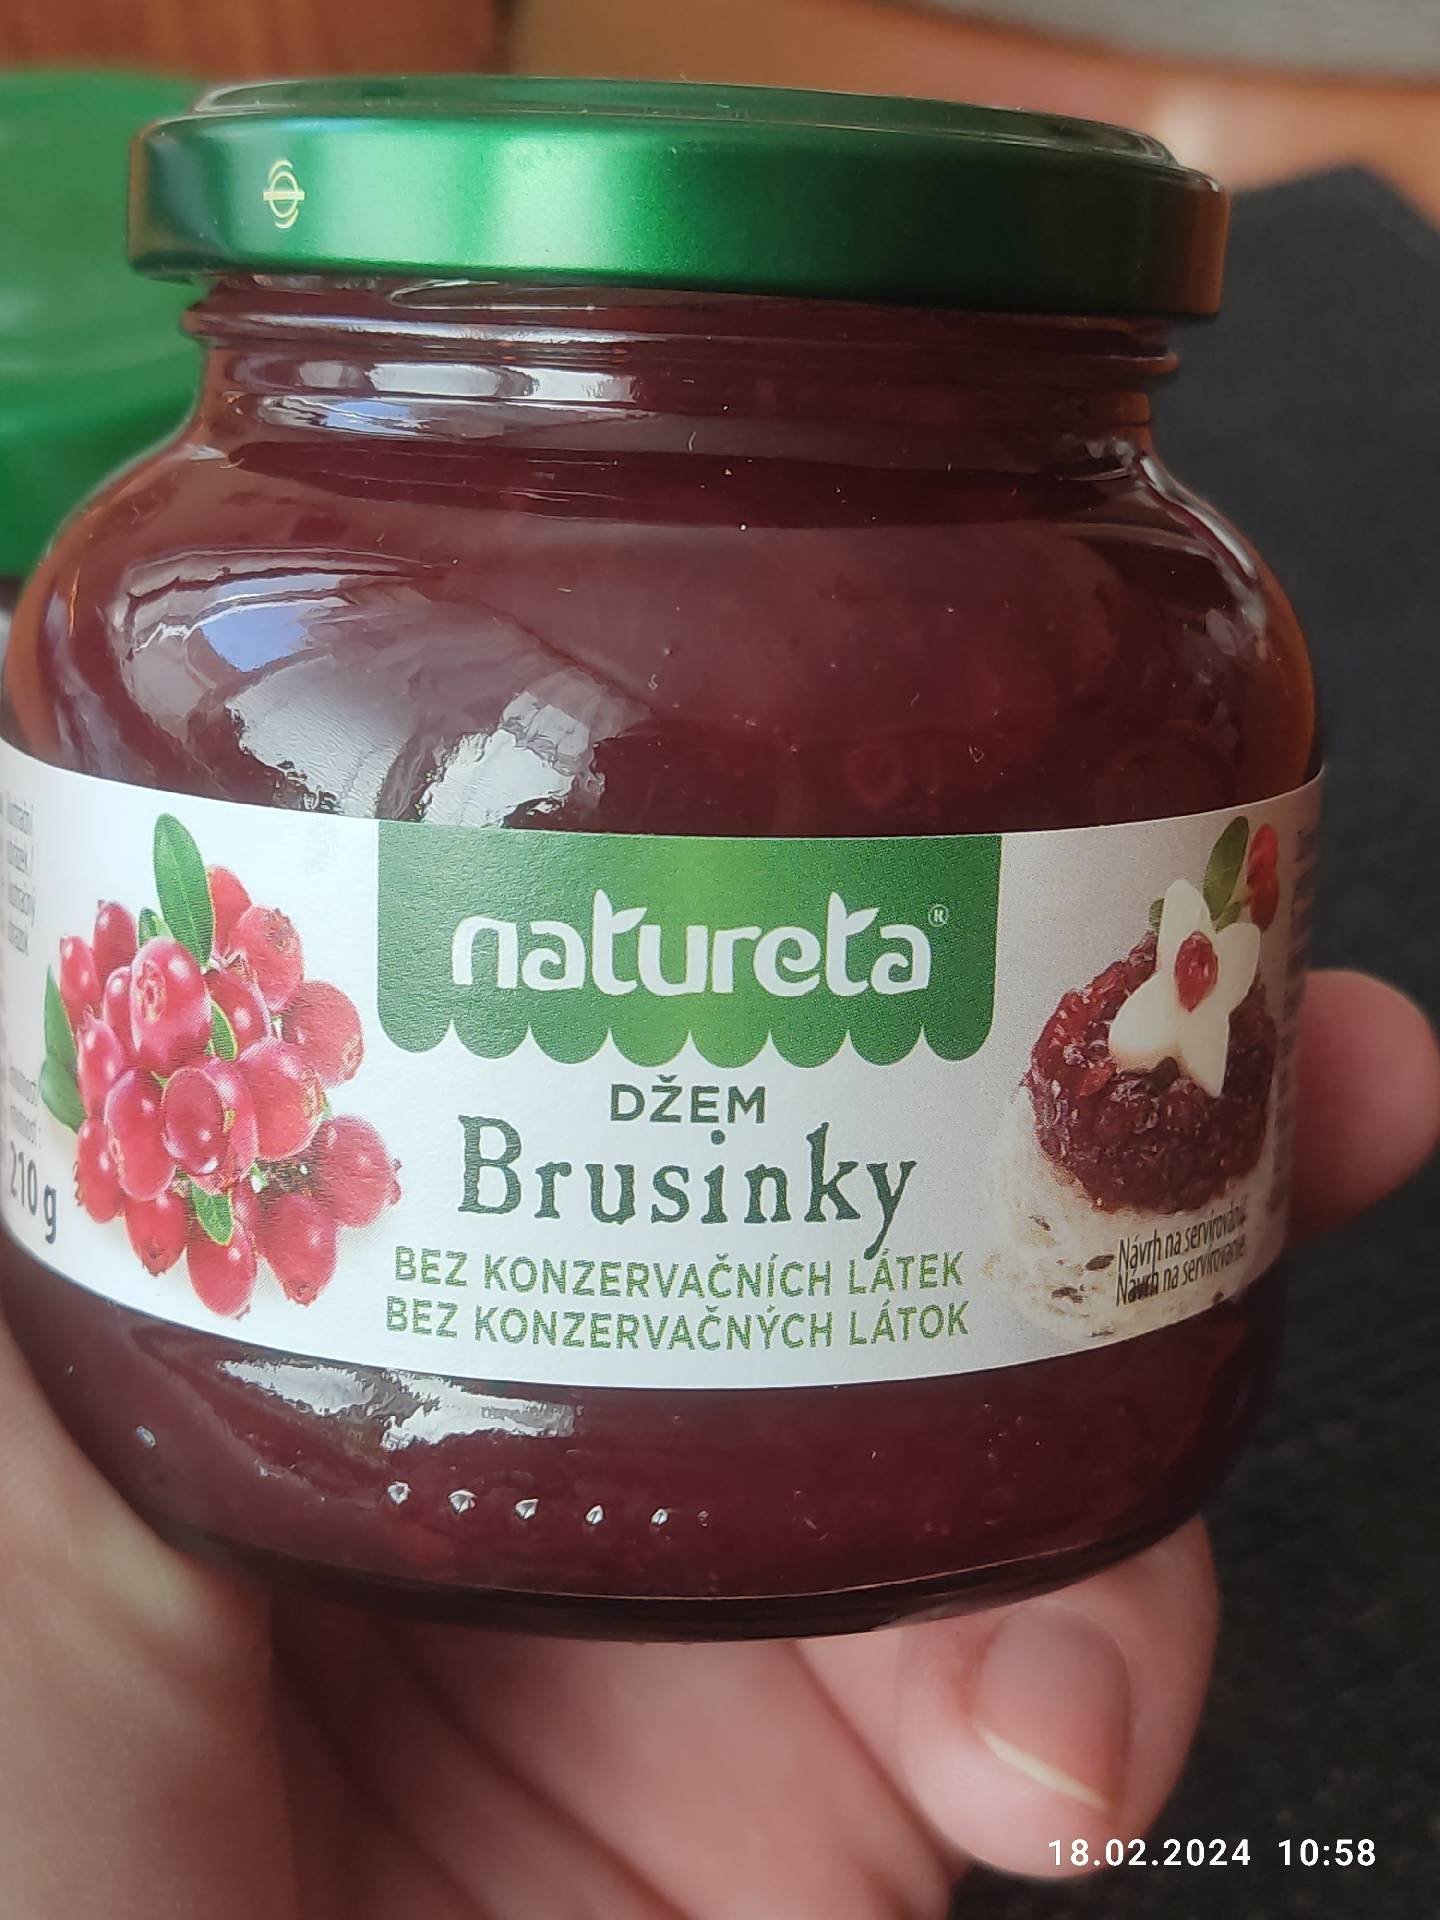 natureta®
DŽEM
Brusinky
BEZ KONZERVAČNÍCH LÁTEK
BEZ KONZERVAČNÝCH LÁTOK
210 g
Návrh na servírování.
Návrh na servírovanie.
18.02.2024 10:58